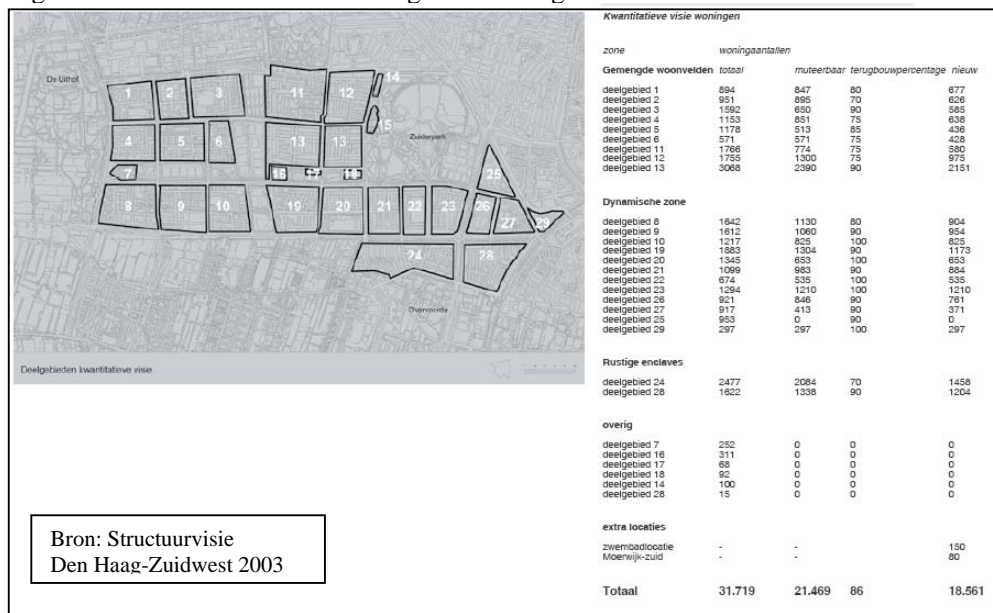 De Uithof
1 2 3 11 12 14
15
Zuiderpark
4 5 6 13 13
7 16 17 18 25
8 9 10 19 20 21 22 23 26 27 29
24 28
Overvoorde
Deelgebieden kwantitatieve visie
Bron: Structuurvisie
Den Haag-Zuidwest 2003
Kwantitatieve visie woningen
zone woningaantallen
Gemengde woonvelden totaal muteerbaar terugbouwpercentage nieuw
deelgebied 1 894 847 80 677
deelgebied 2 951 895 70 626
deelgebied 3 1592 650 90 585
deelgebied 4 1153 851 75 638
deelgebied 5 1178 513 85 436
deelgebied 6 571 571 75 428
deelgebied 11 1766 774 75 580
deelgebied 12 1755 1300 75 975
deelgebied 13 3068 2390 90 2151
Dynamische zone
deelgebied 8 1642 1130 80 904
deelgebied 9 1612 1060 90 954
deelgebied 10 1217 825 100 825
deelgebied 19 1883 1304 90 1173
deelgebied 20 1345 653 100 653
deelgebied 21 1099 983 90 884
deelgebied 22 674 535 100 535
deelgebied 23 1294 1210 100 1210
deelgebied 26 921 846 90 761
deelgebied 27 917 413 90 371
deelgebied 25 953 0 90 0
deelgebied 29 297 297 100 297
Rustige enclaves
deelgebied 24 2477 2084 70 1458
deelgebied 28 1622 1338 90 1204
overig
deelgebied 7 252 0 0 0
deelgebied 16 311 0 0 0
deelgebied 17 68 0 0 0
deelgebied 18 92 0 0 0
deelgebied 14 100 0 0 0
deelgebied 28 15 0 0 0
extra locaties
zwembadlocatie - - 150
Moerwijk-zuid - - 80
Totaal 31.719 21.469 86 18.561